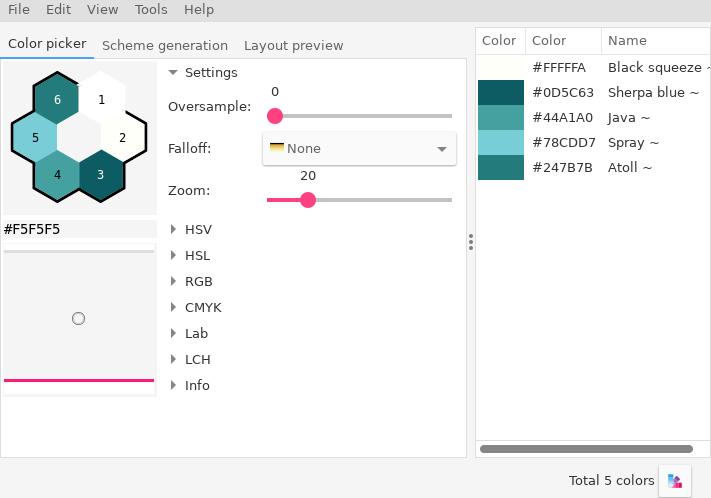 File Edit View Tools Help
Color picker Scheme generation Layout preview
6 1
5 2
4 3
#F5F5F5
Settings
Oversample: 0
Falloff: None
Zoom: 20
HSV
HSL
RGB
CMYK
Lab
LCH
Info
Color Color Name
#FFFFFA Black squeeze ~
#0D5C63 Sherpa blue ~
#44A1A0 Java ~
#78CDD7 Spray ~
#247B7B Atoll ~
Total 5 colors